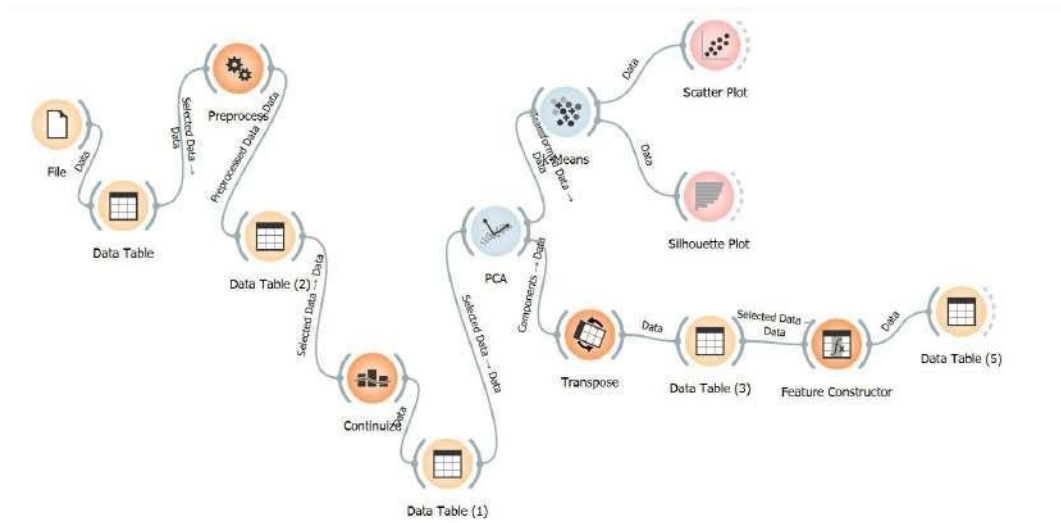 File
Data
Data Table
Selected Data →
Data
Preprocess
Preprocessed Data → Data
Data Table (2)
Selected Data → Data
Continuize
Data
Data Table (1)
Selected Data → Data
PCA
Transformed Data →
Data
k-Means
Data
Scatter Plot
Data
Silhouette Plot
Components → Data
Transpose
Data
Data Table (3)
Selected Data →
Data
Feature Constructor
Data
Data Table (5)
fx